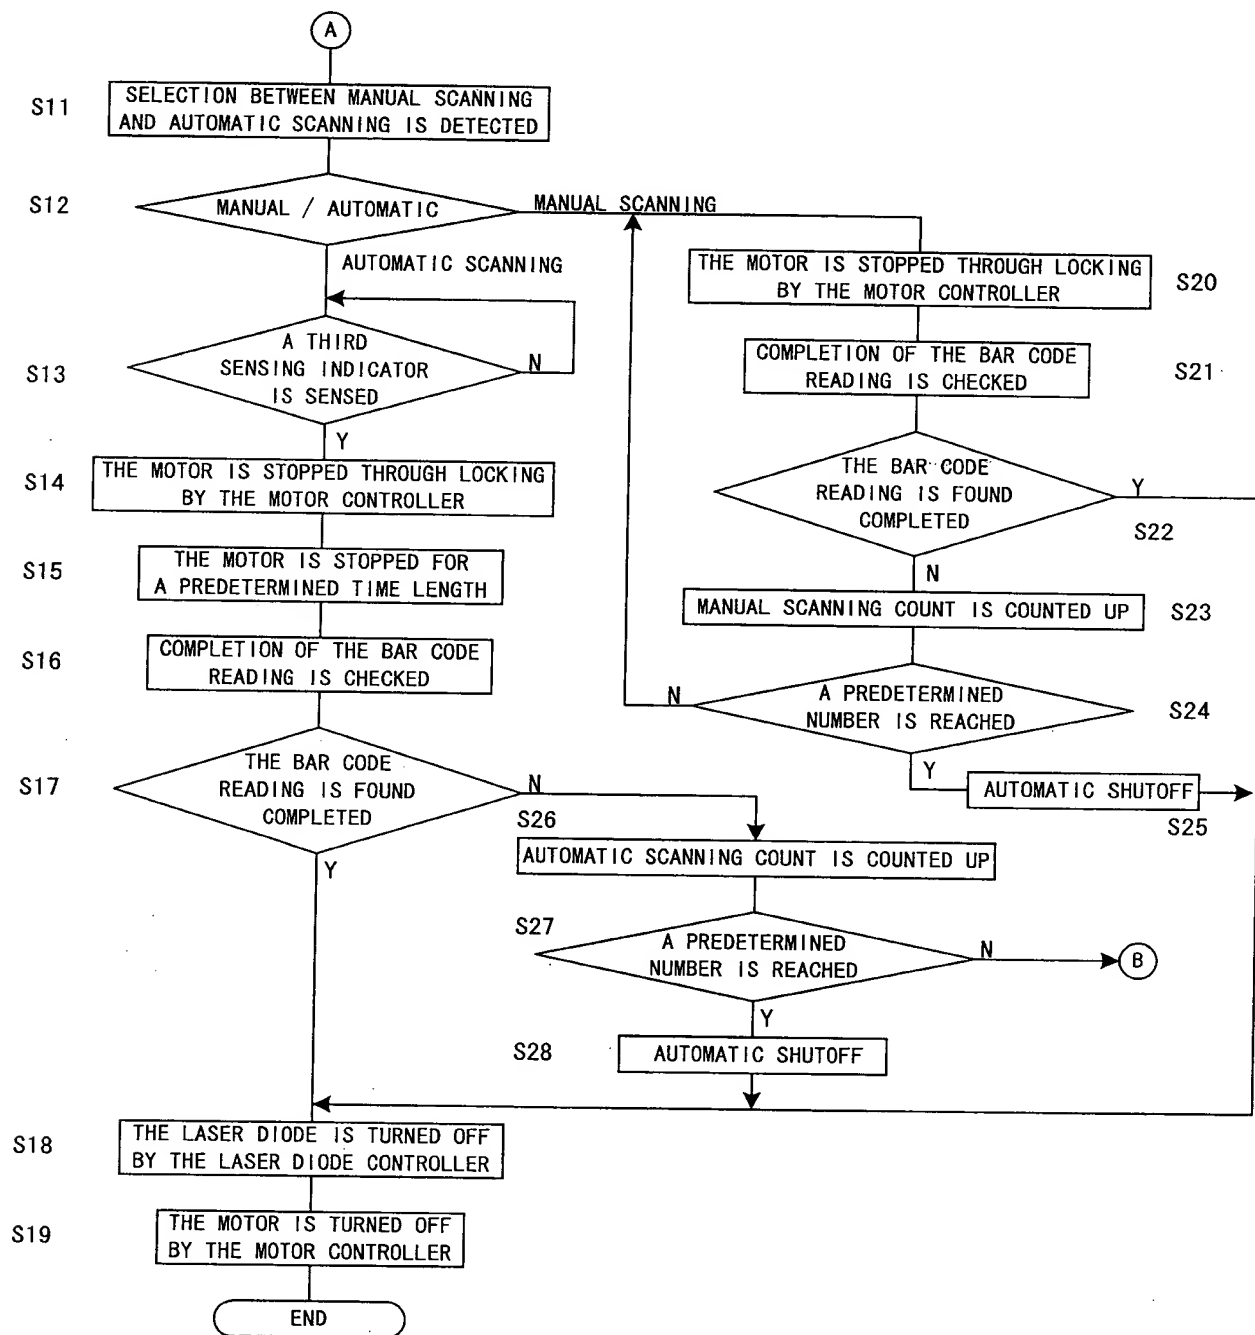 A
S11
SELECTION BETWEEN MANUAL SCANNING
AND AUTOMATIC SCANNING IS DETECTED
S12
MANUAL / AUTOMATIC
MANUAL SCANNING
AUTOMATIC SCANNING
S13
A THIRD
SENSING INDICATOR
IS SENSED
N
Y
S14
THE MOTOR IS STOPPED THROUGH LOCKING
BY THE MOTOR CONTROLLER
S15
THE MOTOR IS STOPPED FOR
A PREDETERMINED TIME LENGTH
S16
COMPLETION OF THE BAR CODE
READING IS CHECKED
S17
THE BAR CODE
READING IS FOUND
COMPLETED
N
Y
THE MOTOR IS STOPPED THROUGH LOCKING
BY THE MOTOR CONTROLLER
S20
COMPLETION OF THE BAR CODE
READING IS CHECKED
S21
THE BAR CODE
READING IS FOUND
COMPLETED
Y
S22
N
MANUAL SCANNING COUNT IS COUNTED UP
S23
N
A PREDETERMINED
NUMBER IS REACHED
S24
Y
AUTOMATIC SHUTOFF
S25
S26
AUTOMATIC SCANNING COUNT IS COUNTED UP
S27
A PREDETERMINED
NUMBER IS REACHED
N
B
Y
S28
AUTOMATIC SHUTOFF
S18
THE LASER DIODE IS TURNED OFF
BY THE LASER DIODE CONTROLLER
S19
THE MOTOR IS TURNED OFF
BY THE MOTOR CONTROLLER
END